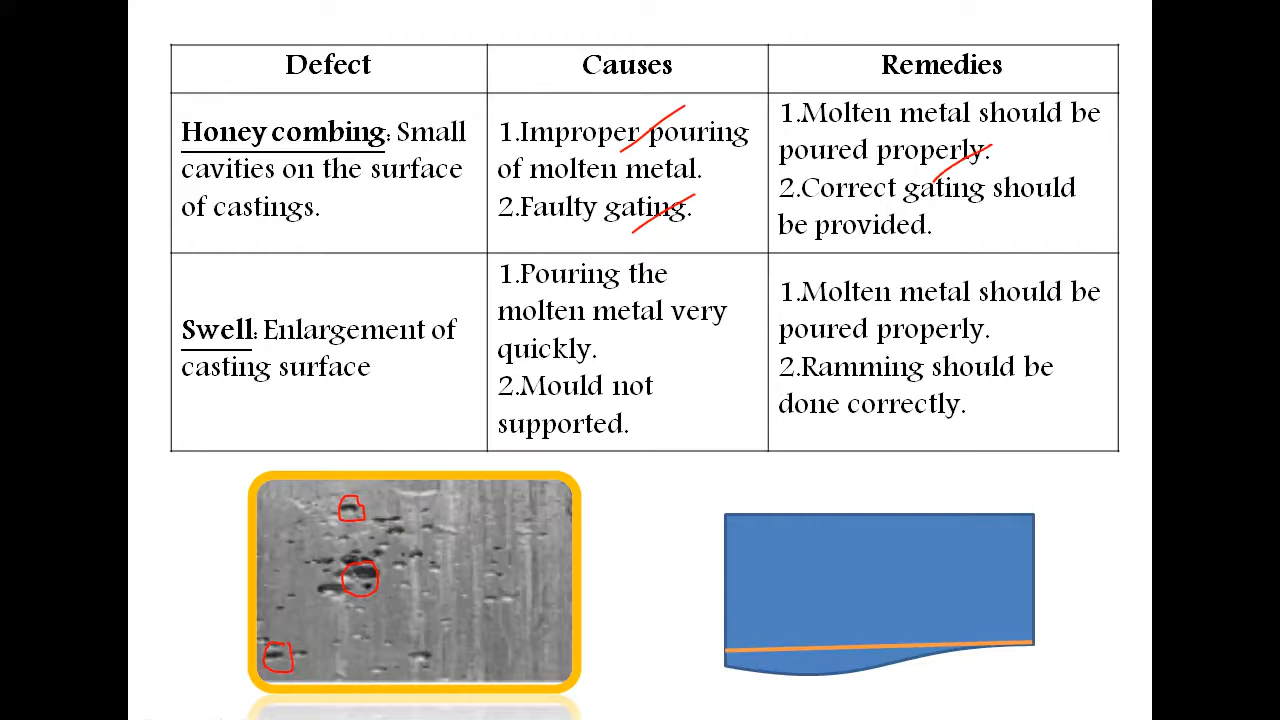 Defect
Causes
Remedies
Honey combing: Small
cavities on the surface
of castings.
1.Improper pouring
of molten metal.
2.Faulty gating.
1.Molten metal should be
poured properly.
2.Correct gating should
be provided.
Swell: Enlargement of
casting surface
1.Pouring the
molten metal very
quickly.
2.Mould not
supported.
1.Molten metal should be
poured properly.
2.Ramming should be
done correctly.